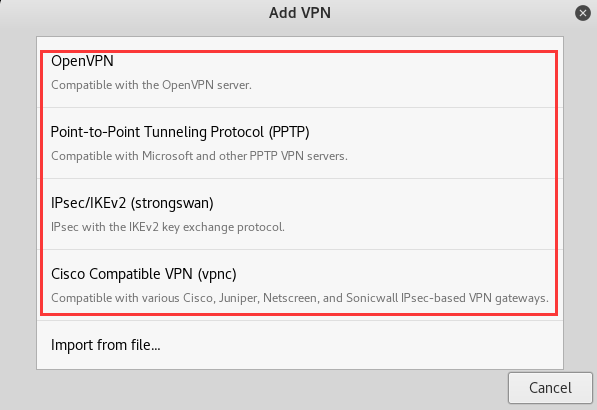 Add VPN
OpenVPN
Compatible with the OpenVPN server.
Point-to-Point Tunneling Protocol (PPTP)
Compatible with Microsoft and other PPTP VPN servers.
IPsec/IKEv2 (strongswan)
IPsec with the IKEv2 key exchange protocol.
Cisco Compatible VPN (vpnc)
Compatible with various Cisco, Juniper, Netscreen, and Sonicwall IPsec-based VPN gateways.
Import from file...
Cancel